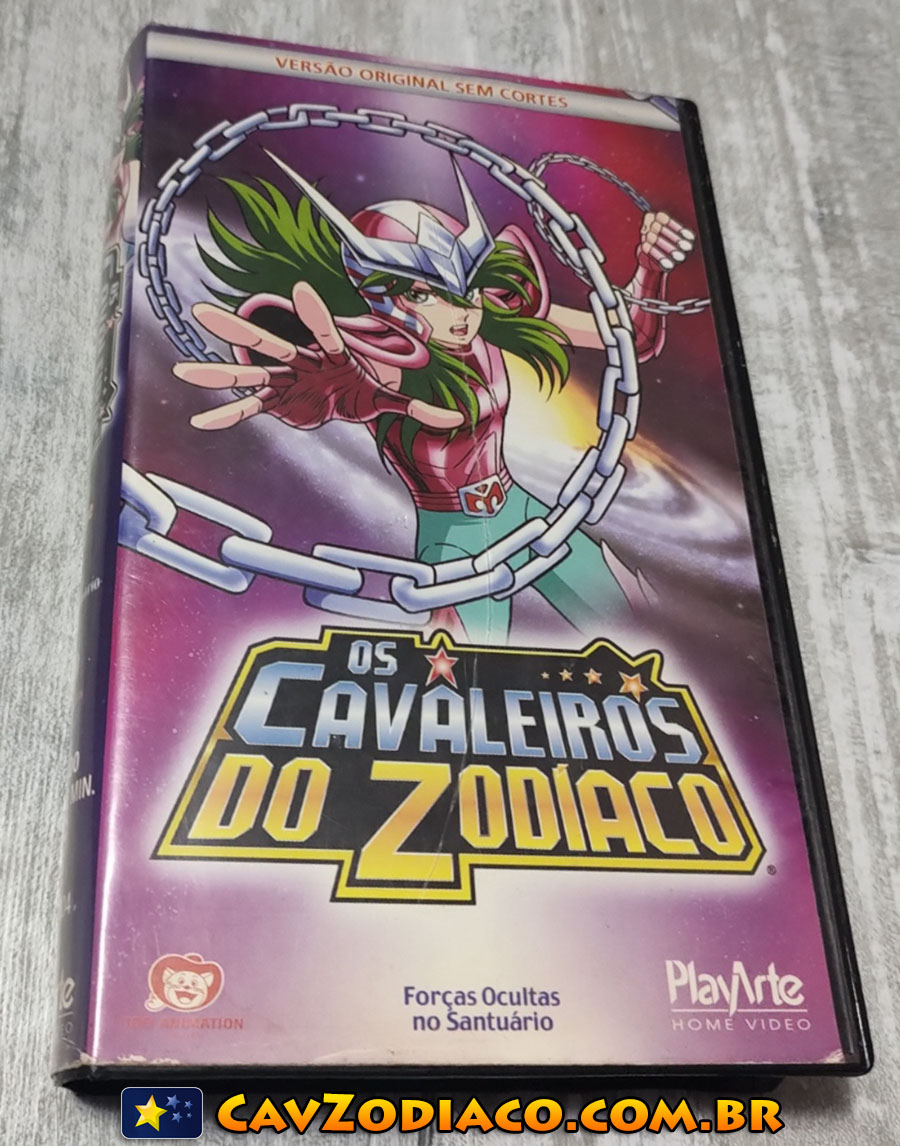 VERSÃO ORIGINAL SEM CORTES
OS
CAVALEIROS
DO ZODÍACO
®
Forças Ocultas
no Santuário
PlayArte
HOME VIDEO
ANIMATION
MIN.
CAVZODIACO.COM.BR